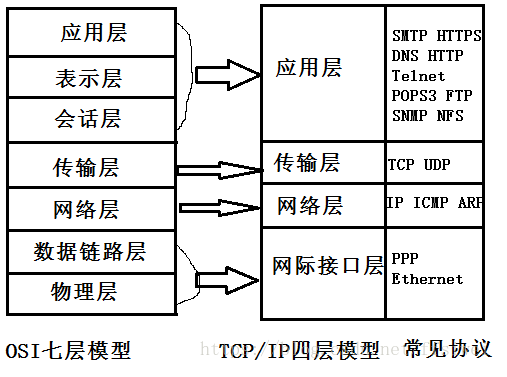 应用层
表示层
会话层
传输层
网络层
数据链路层
物理层
OSI七层模型
应用层
传输层
网络层
网际接口层
TCP/IP四层模型
SMTP HTTPS
DNS HTTP
Telnet
POPS3 FTP
SNMP NFS
TCP UDP
IP ICMP ARP
PPP
Ethernet
常见协议